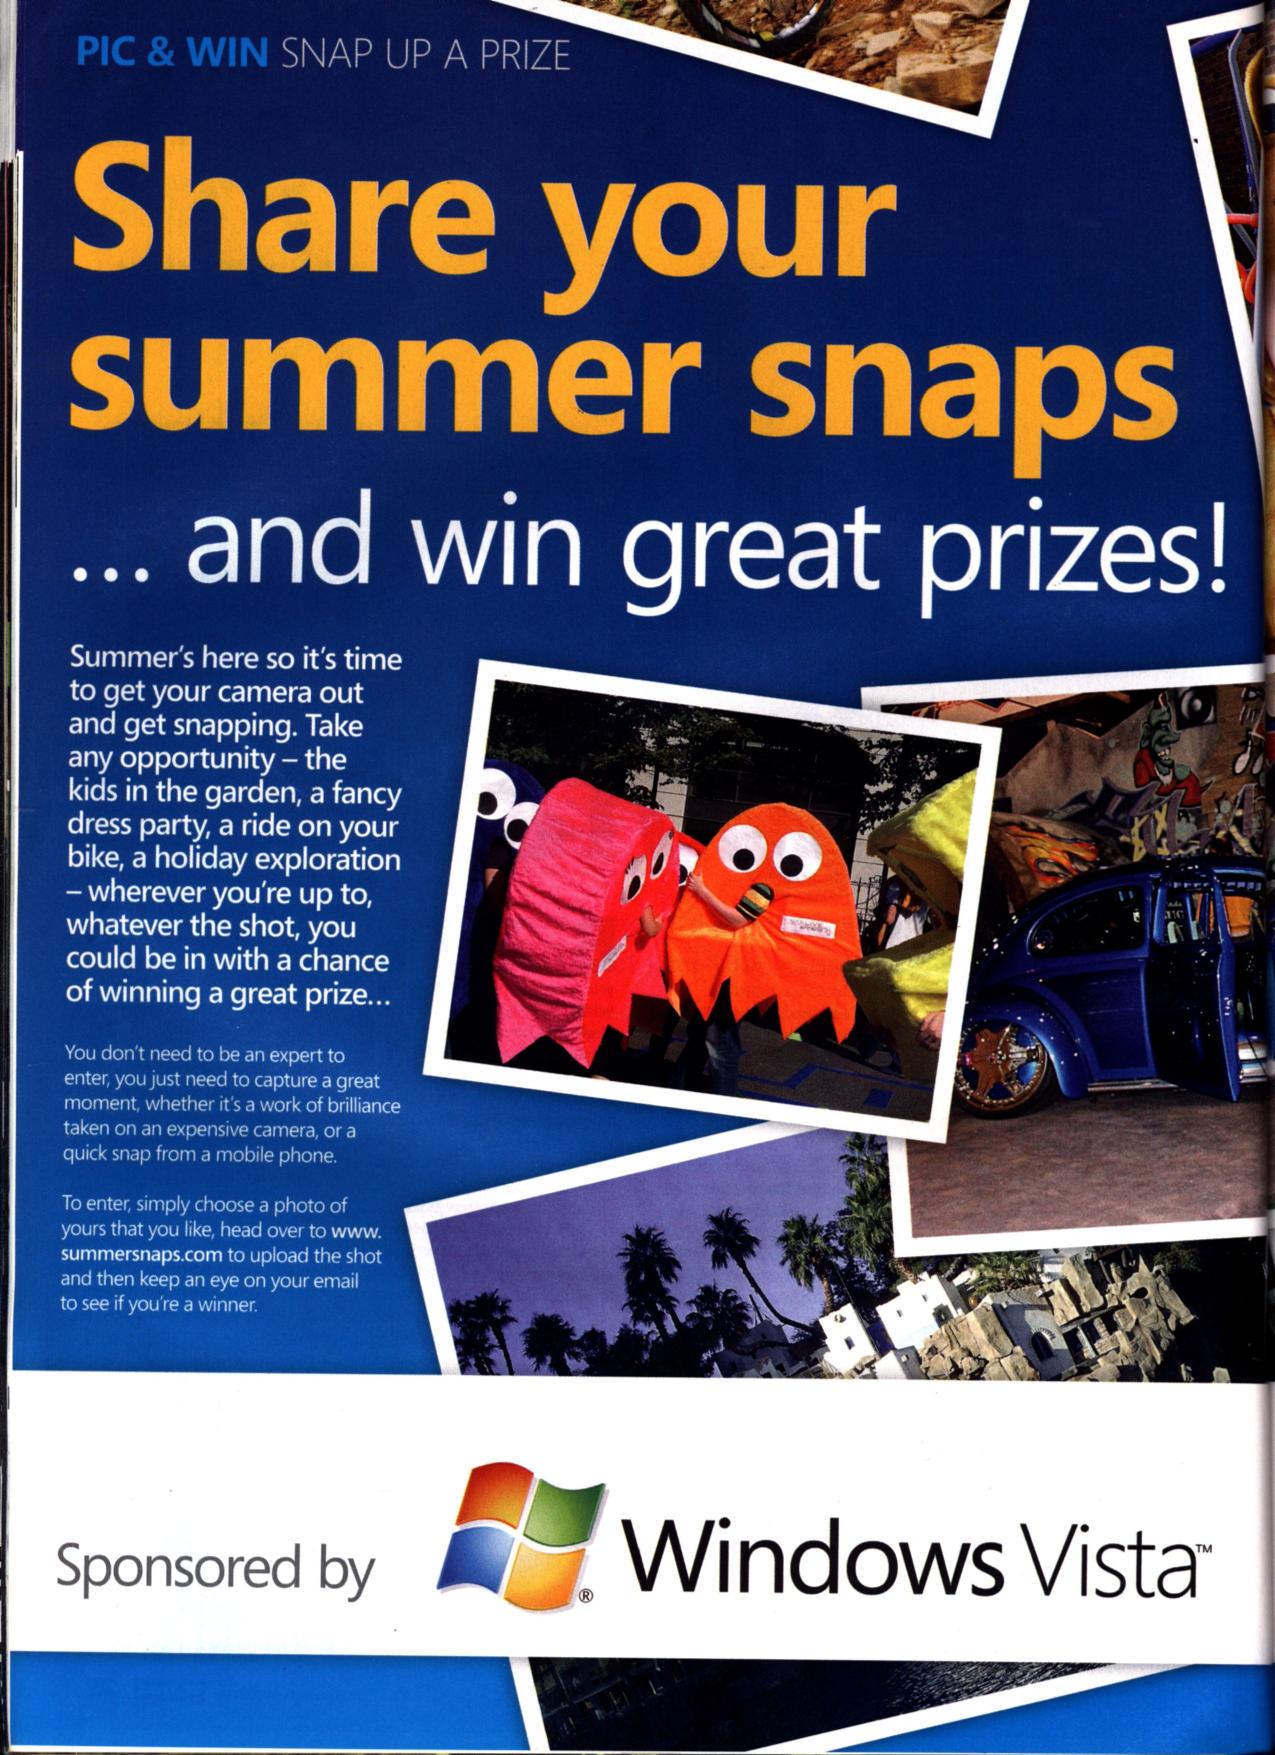 PIC & WIN SNAP UP A PRIZE
Share your
summer snaps
... and win great prizes!
Summer's here so it's time
to get your camera out
and get snapping. Take
any opportunity – the
kids in the garden, a fancy
dress party, a ride on your
bike, a holiday exploration
– wherever you're up to,
whatever the shot, you
could be in with a chance
of winning a great prize...
You don't need to be an expert to
enter, you just need to capture a great
moment, whether it's a work of brilliance
taken on an expensive camera, or a
quick snap from a mobile phone.
To enter, simply choose a photo of
yours that you like, head over to www.
summersnaps.com to upload the shot
and then keep an eye on your email
to see if you're a winner.
Sponsored by
® Windows Vista™